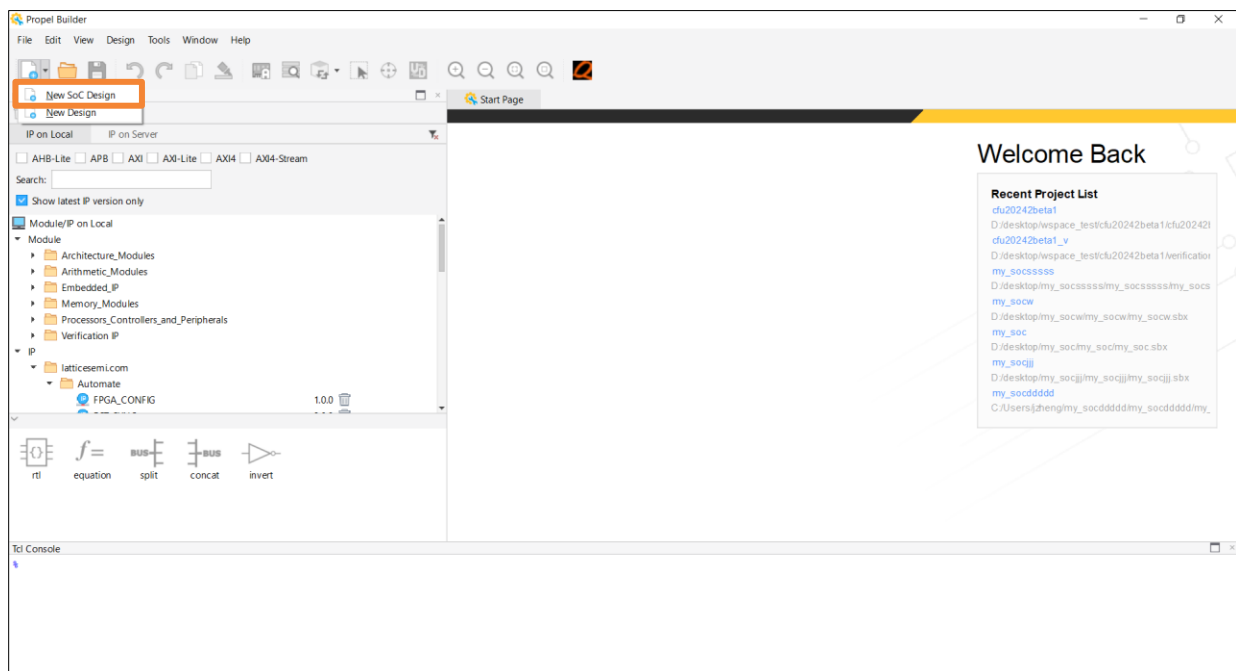 Propel Builder
File Edit View Design Tools Window Help
New SoC Design
New Design
Start Page
IP on Local IP on Server
AHB-Lite APB AXI AXI-Lite AXI4 AXI4-Stream
Search:
Show latest IP version only
Module/IP on Local
Module
Architecture_Modules
Arithmetic_Modules
Embedded_IP
Memory_Modules
Processors_Controllers_and_Peripherals
Verification IP
IP
latticesemi.com
Automate
FPGA_CONFIG 1.0.0
{}
f=
BUS
BUS
rtl equation split concat invert
Welcome Back
Recent Project List
cfu20242beta1
D:/desktop/wspace_test/cfu20242beta1/cfu20242b
cfu20242beta1_v
D:/desktop/wspace_test/cfu20242beta1/verification
my_socsssss
D:/desktop/my_socsssss/my_socsssss/my_socs
my_socw
D:/desktop/my_socw/my_socw/my_socw.sbx
my_soc
D:/desktop/my_soc/my_soc/my_soc.sbx
my_socjjj
D:/desktop/my_socjjj/my_socjjj/my_socjjj.sbx
my_socddddd
C:/Users/jzheng/my_socddddd/my_socddddd/my_
Tcl Console
%